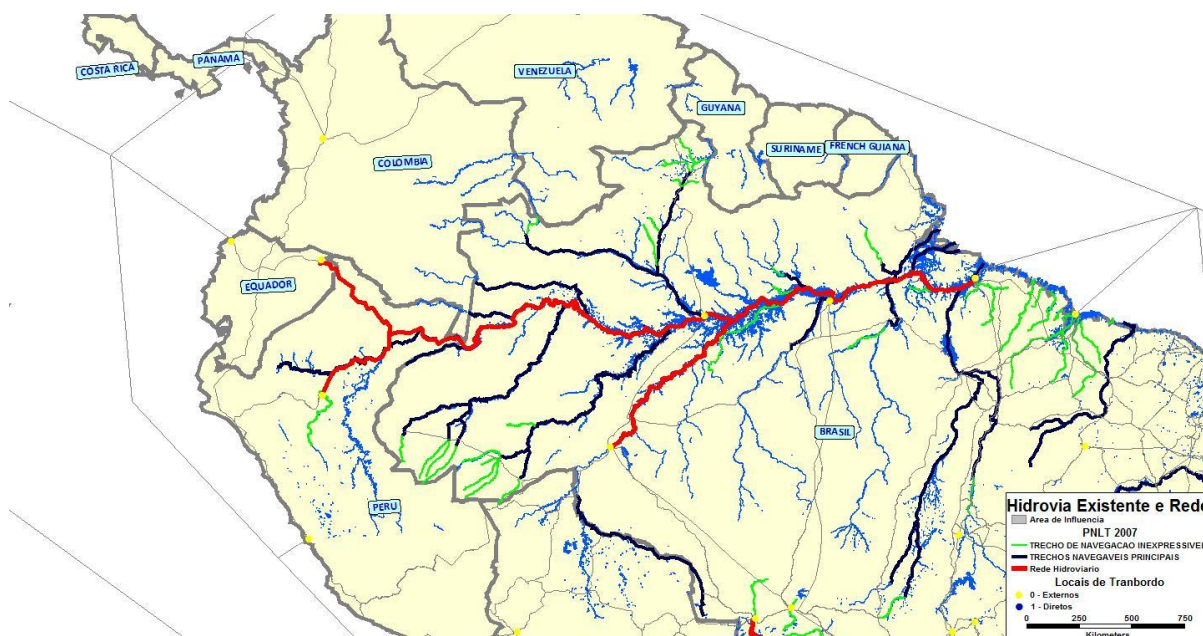 COSTA RICA
PANAMA
VENEZUELA
GUYANA
SURINAME
FRENCH GUIANA
COLOMBIA
EQUADOR
BRASIL
PERU
Hidrovia Existente e Rede
Area de Influencia
PNLT 2007
TRECHO DE NAVEGACAO INEXPRESSIVEL
TRECHOS NAVEGAVEIS PRINCIPAIS
Rede Hidroviario
Locais de Tranbordo
0 - Externos
1 - Diretos
0 250 500 750
Kilometers